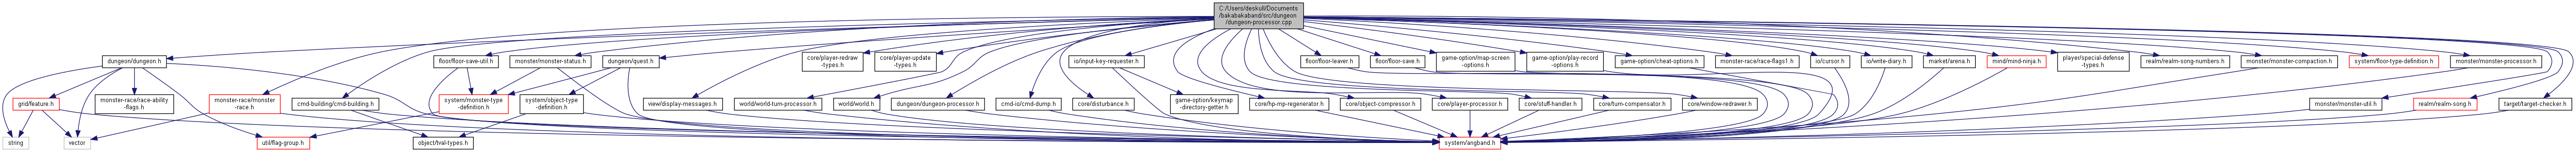 C:/Users/deskull/Documents
/bakabakaband/src/dungeon
/dungeon-processor.cpp
dungeon/dungeon.h
floor/floor-save-util.h
monster/monster-status.h
dungeon/quest.h
core/player-redraw
-types.h
core/player-update
-types.h
io/input-key-requester.h
floor/floor-leaver.h
floor/floor-save.h
game-option/map-screen
-options.h
game-option/play-record
-options.h
game-option/cheat-options.h
monster-race/race-flags1.h
io/cursor.h
io/write-diary.h
market/arena.h
mind/mind-ninja.h
player/special-defense
-types.h
realm/realm-song-numbers.h
monster/monster-compaction.h
system/floor-type-definition.h
monster/monster-processor.h
grid/feature.h
monster-race/race-ability
-flags.h
monster-race/monster
-race.h
cmd-building/cmd-building.h
system/monster-type
-definition.h
system/object-type
-definition.h
view/display-messages.h
world/world-turn-processor.h
world/world.h
dungeon/dungeon-processor.h
cmd-io/cmd-dump.h
core/disturbance.h
game-option/keymap
-directory-getter.h
core/hp-mp-regenerator.h
core/object-compressor.h
core/player-processor.h
core/stuff-handler.h
core/turn-compensator.h
core/window-redrawer.h
monster/monster-util.h
realm/realm-song.h
target/target-checker.h
string
vector
util/flag-group.h
object/tval-types.h
system/angband.h